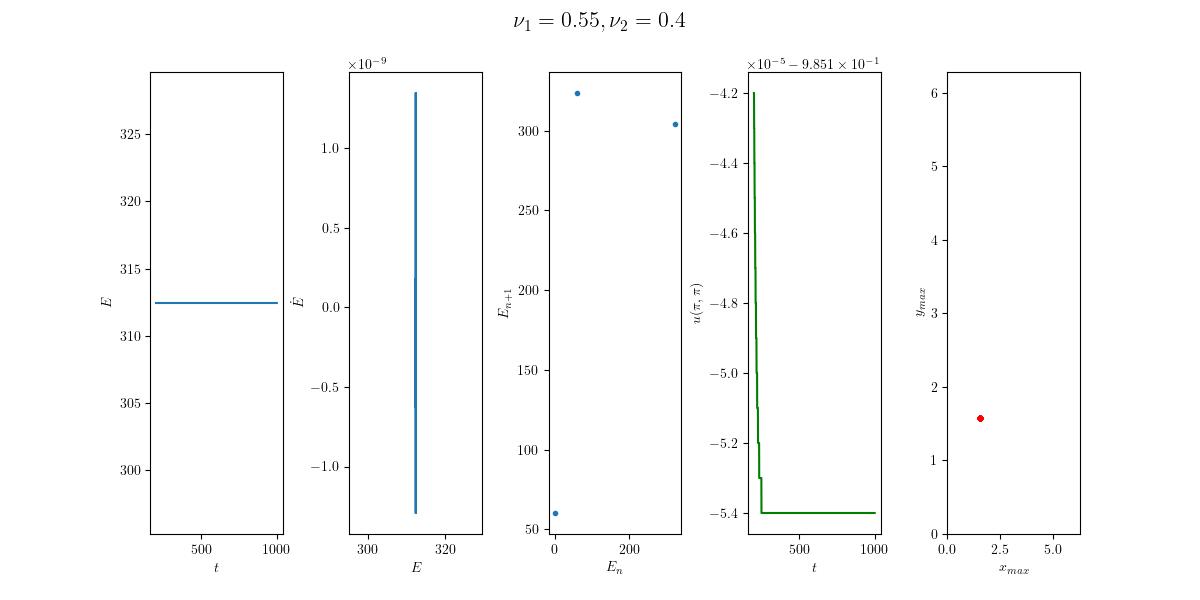 ν₁ = 0.55, ν₂ = 0.4
325
320
315
310
305
300
E
500 1000
t
×10⁻⁹
1.0
0.5
0.0
−0.5
−1.0
Ė
300 320
E
300
250
200
150
100
50
Eₙ₊₁
0 200
Eₙ
×10⁻⁵ − 9.851 × 10⁻¹
−4.2
−4.4
−4.6
−4.8
−5.0
−5.2
−5.4
u(π, π)
500 1000
t
6
5
4
3
2
1
0
y_max
0.0 2.5 5.0
x_max